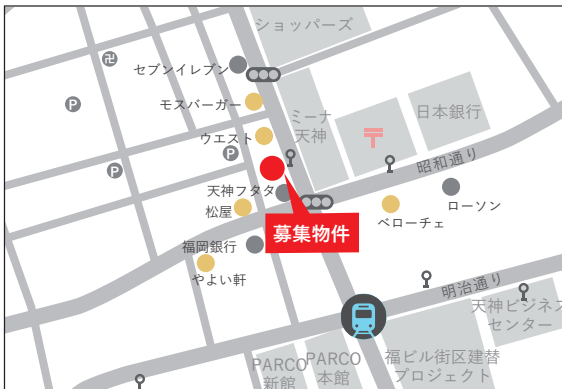 ショッパーズ
セブンイレブン
卍
モスバーガー
P
ミーナ
天神
日本銀行
〒
ウエスト
P
昭和通り
P
天神フタタ
ローソン
松屋
ベローチェ
募集物件
福岡銀行
やよい軒
明治通り
天神ビジネス
センター
PARCO
新館
PARCO
本館
福ビル街区建替
プロジェクト